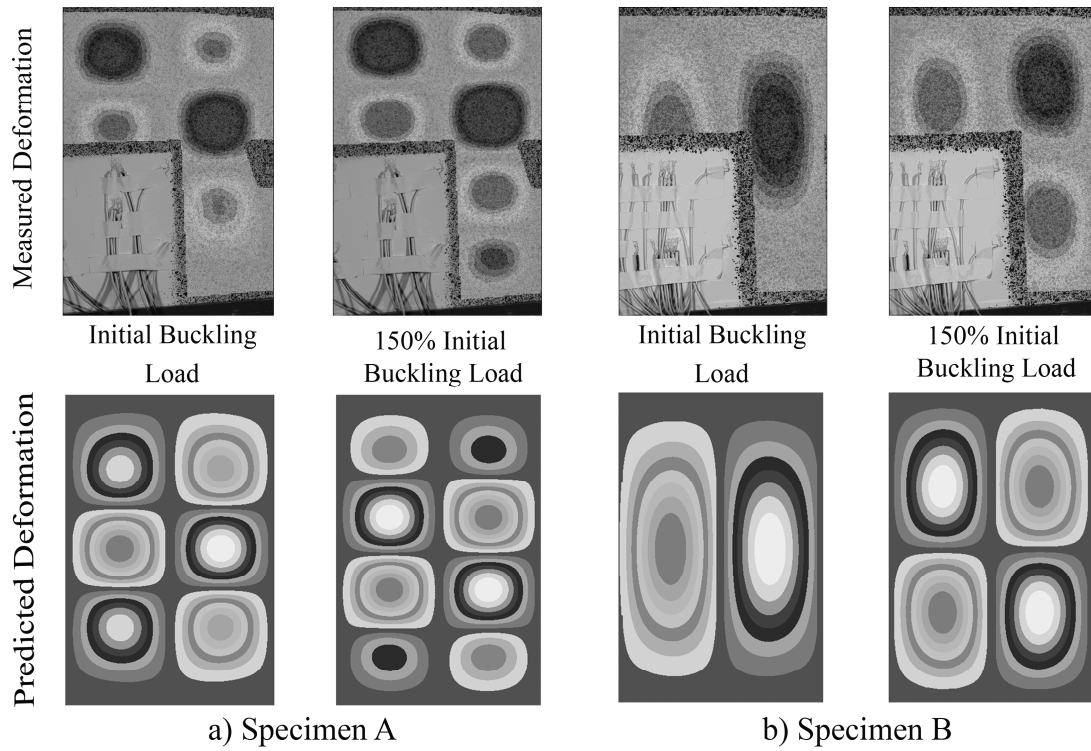 Measured Deformation
Initial Buckling
Load
150% Initial
Buckling Load
Initial Buckling
Load
150% Initial
Buckling Load
Predicted Deformation
a) Specimen A
b) Specimen B